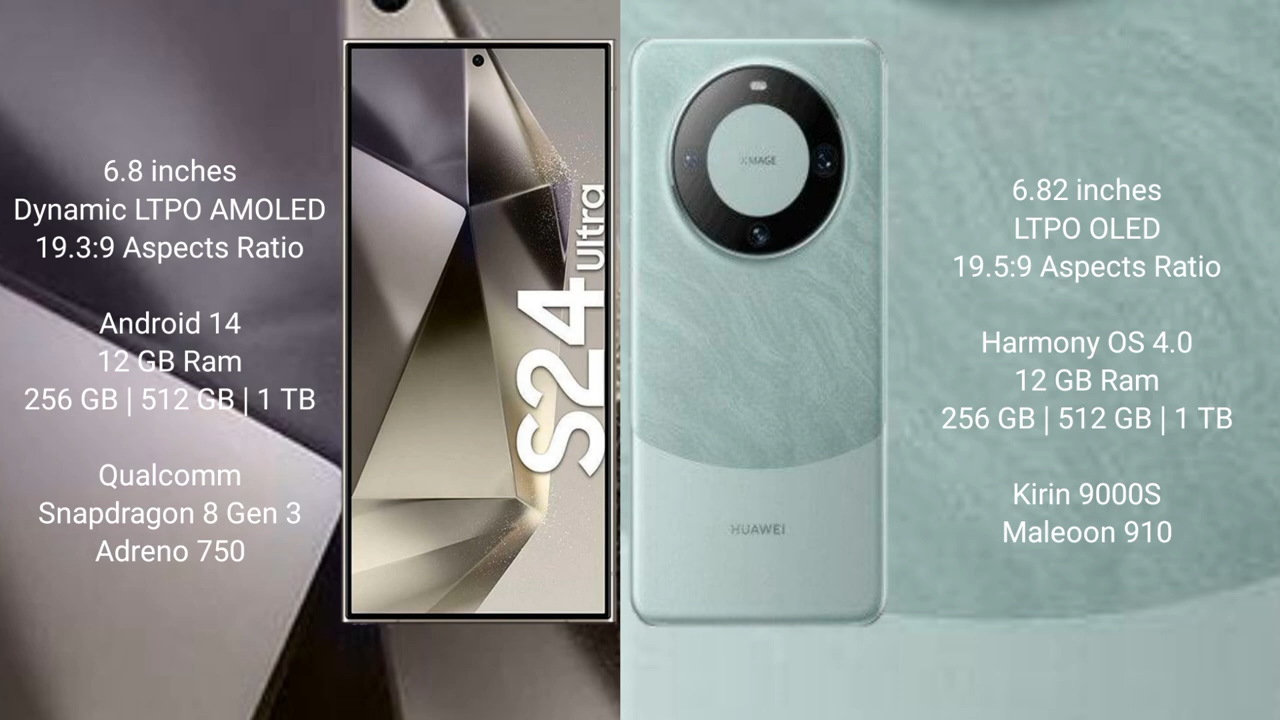 6.8 inches
Dynamic LTPO AMOLED
19.3:9 Aspects Ratio
Android 14
12 GB Ram
256 GB | 512 GB | 1 TB
Qualcomm
Snapdragon 8 Gen 3
Adreno 750
S24 Ultra
XMAGE
HUAWEI
6.82 inches
LTPO OLED
19.5:9 Aspects Ratio
Harmony OS 4.0
12 GB Ram
256 GB | 512 GB | 1 TB
Kirin 9000S
Maleoon 910